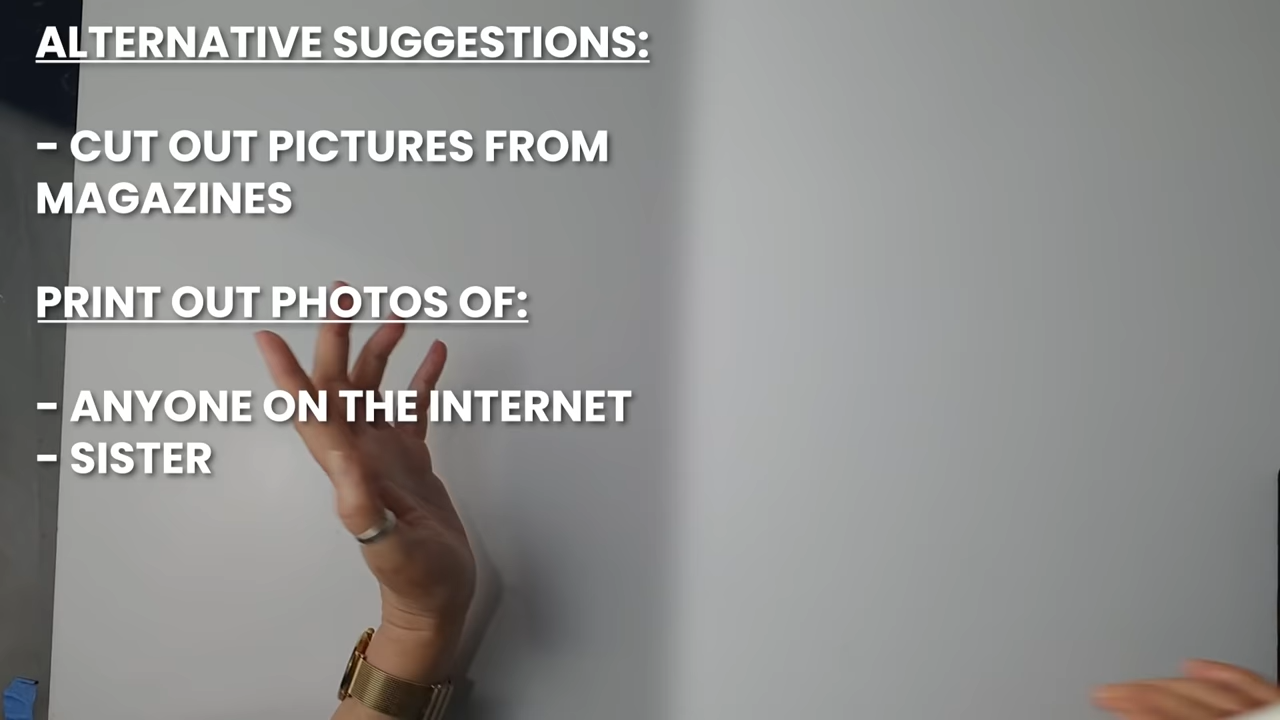 ALTERNATIVE SUGGESTIONS:
- CUT OUT PICTURES FROM
MAGAZINES
PRINT OUT PHOTOS OF:
- ANYONE ON THE INTERNET
- SISTER